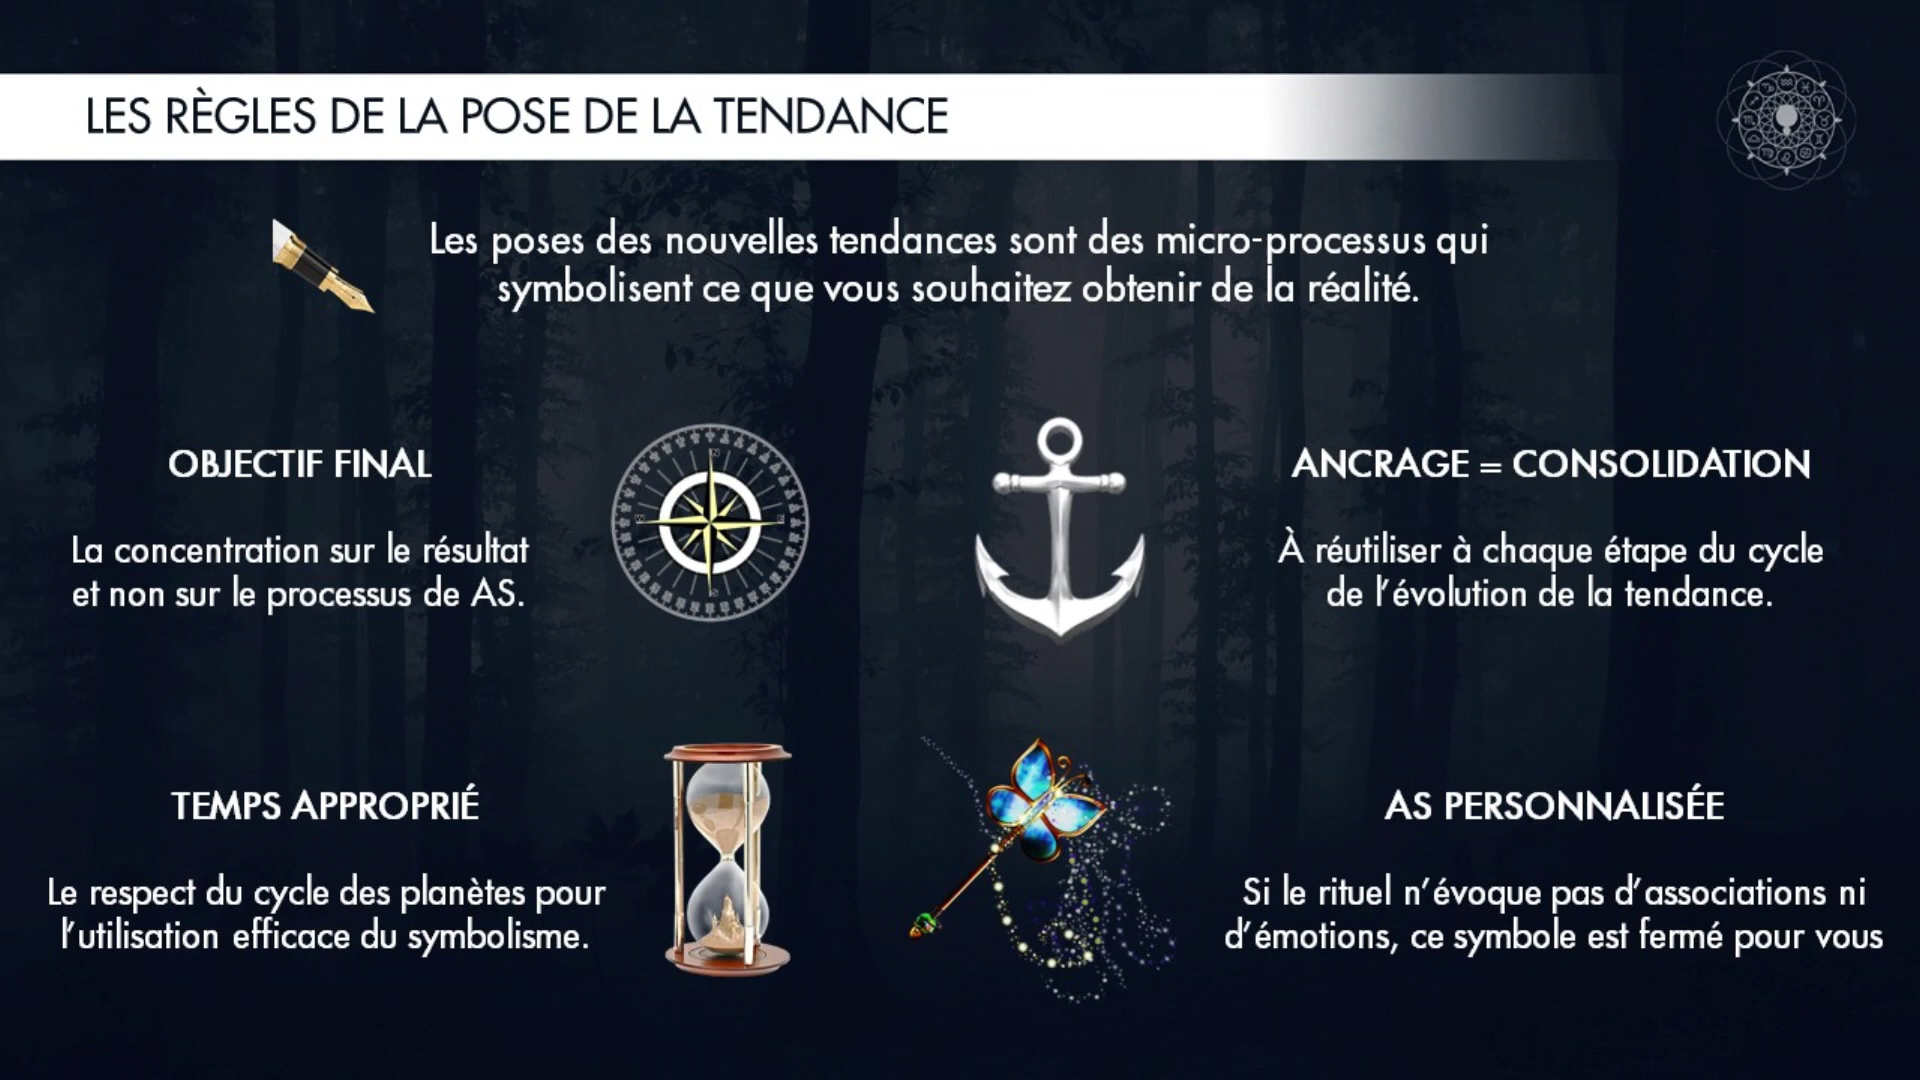 LES RÈGLES DE LA POSE DE LA TENDANCE
Les poses des nouvelles tendances sont des micro-processus qui
symbolisent ce que vous souhaitez obtenir de la réalité.
OBJECTIF FINAL
La concentration sur le résultat
et non sur le processus de AS.
ANCRAGE = CONSOLIDATION
À réutiliser à chaque étape du cycle
de l'évolution de la tendance.
TEMPS APPROPRIÉ
Le respect du cycle des planètes pour
l'utilisation efficace du symbolisme.
AS PERSONNALISÉE
Si le rituel n'évoque pas d'associations ni
d'émotions, ce symbole est fermé pour vous